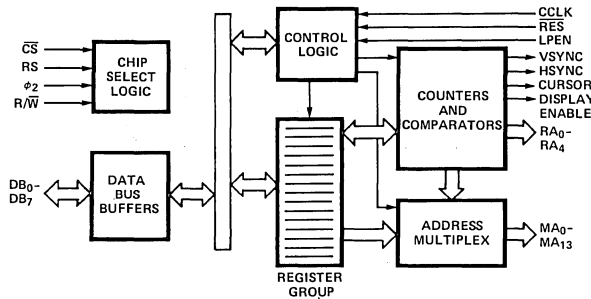 CS
RS
ϕ2
R/W
CHIP
SELECT
LOGIC
DB0-
DB7
DATA
BUS
BUFFERS
CONTROL
LOGIC
REGISTER
GROUP
CCLK
RES
LPEN
COUNTERS
AND
COMPARATORS
VSYNC
HSYNC
CURSOR
DISPLAY
ENABLE
RA0-
RA4
ADDRESS
MULTIPLEX
MA0-
MA13